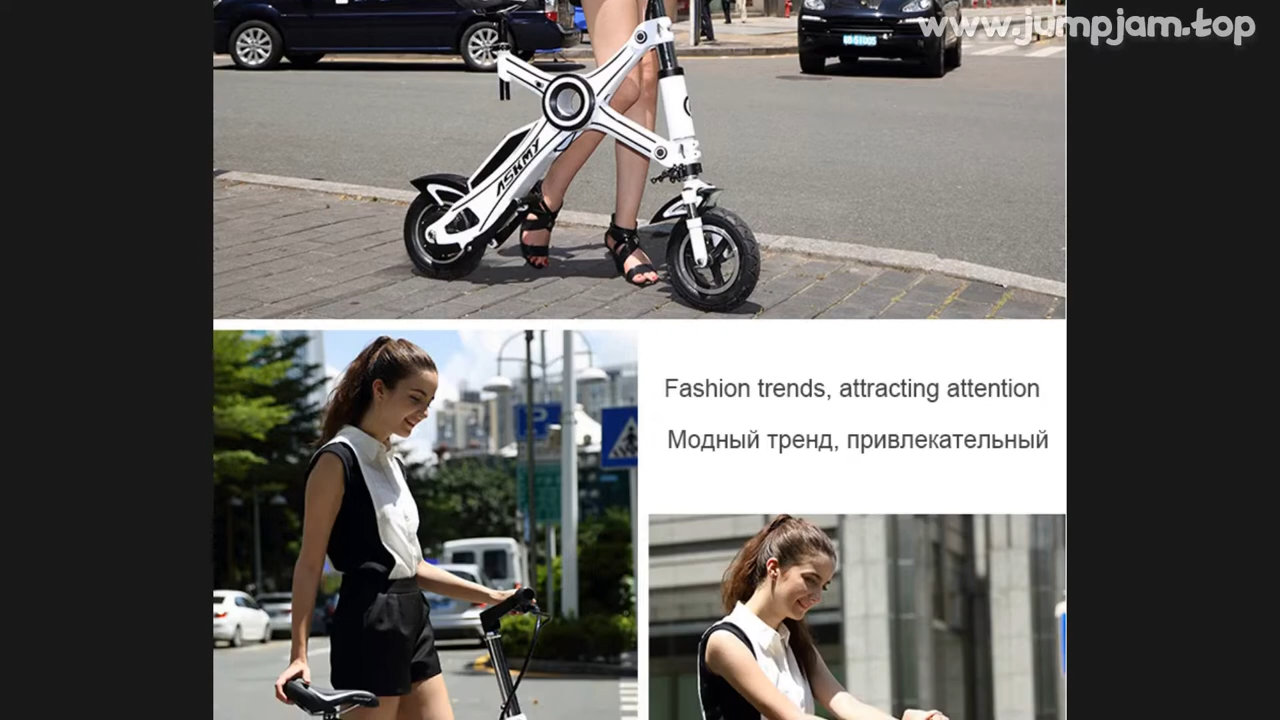 www.jumpjam.top
ASKMY
P
Fashion trends, attracting attention
Модный тренд, привлекательный